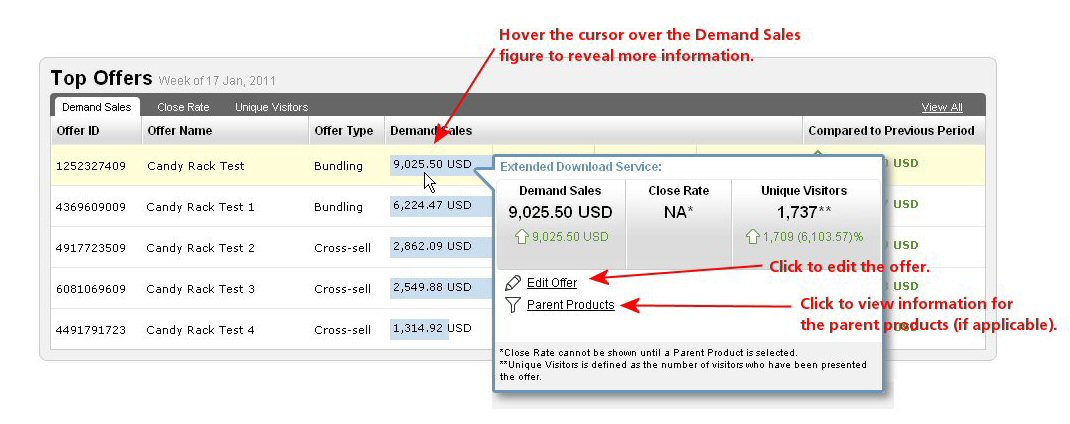 Hover the cursor over the Demand Sales
figure to reveal more information.
Top Offers Week of 17 Jan, 2011
Demand Sales Close Rate Unique Visitors View All
Offer ID Offer Name Offer Type Demand Sales Compared to Previous Period
1252327409 Candy Rack Test Bundling 9,025.50 USD USD
4369609009 Candy Rack Test 1 Bundling 6,224.47 USD USD
4917723509 Candy Rack Test 2 Cross-sell 2,862.09 USD USD
6081069609 Candy Rack Test 3 Cross-sell 2,549.88 USD USD
4491791723 Candy Rack Test 4 Cross-sell 1,314.92 USD
Extended Download Service:
Demand Sales Close Rate Unique Visitors
9,025.50 USD NA* 1,737**
9,025.50 USD 1,709 (6,103.57)%
Click to edit the offer.
Edit Offer
Click to view information for
the parent products (if applicable).
Parent Products
*Close Rate cannot be shown until a Parent Product is selected.
**Unique Visitors is defined as the number of visitors who have been presented
the offer.